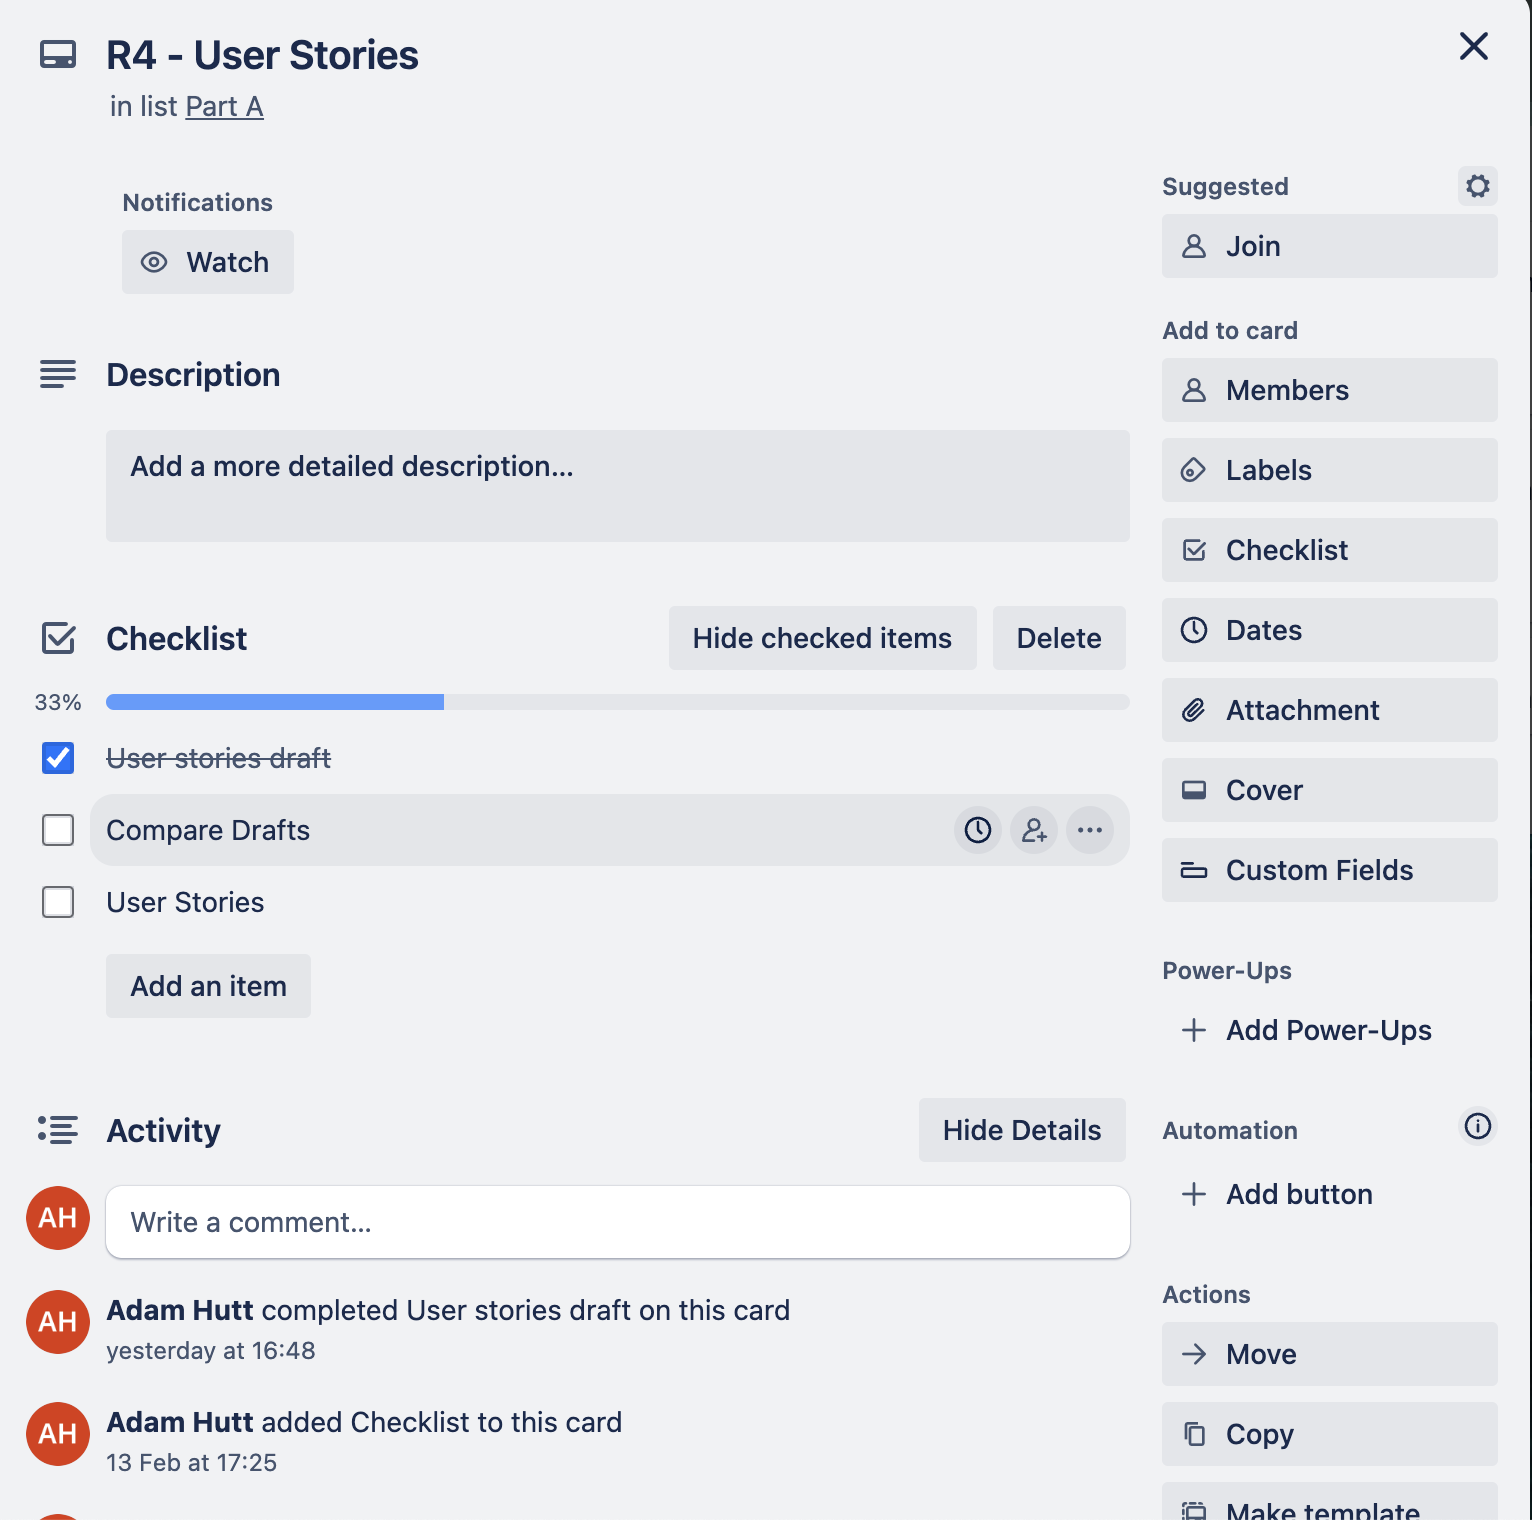 R4 - User Stories
in list Part A
Notifications
Watch
Description
Add a more detailed description...
Checklist
Hide checked items
Delete
33%
User stories draft
Compare Drafts
User Stories
Add an item
Activity
Hide Details
AH
Write a comment...
AH
Adam Hutt completed User stories draft on this card
yesterday at 16:48
AH
Adam Hutt added Checklist to this card
13 Feb at 17:25
Suggested
Join
Add to card
Members
Labels
Checklist
Dates
Attachment
Cover
Custom Fields
Power-Ups
Add Power-Ups
Automation
Add button
Actions
Move
Copy
Make template